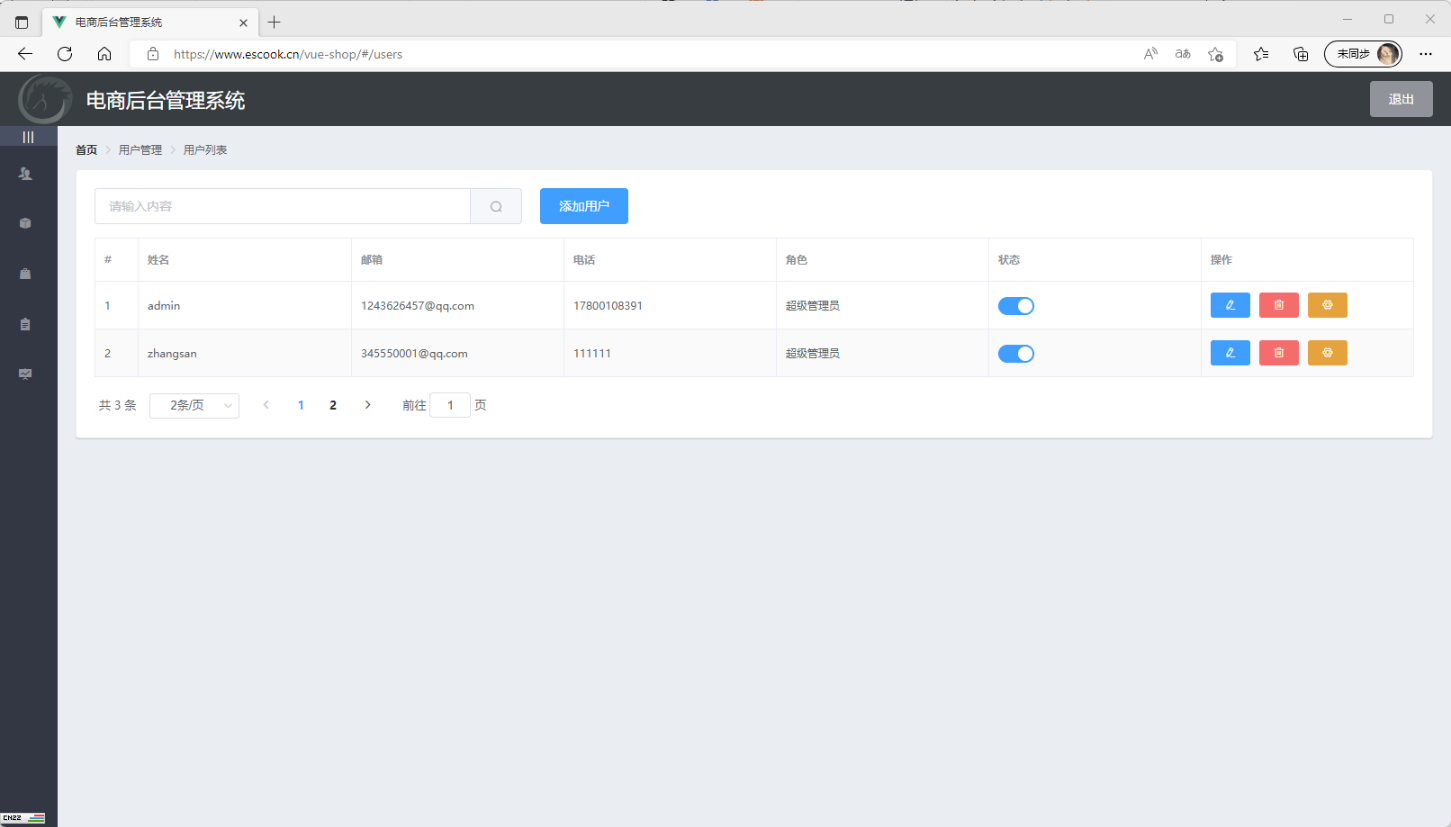 电商后台管理系统
https://www.escook.cn/vue-shop/#/users
A))
aあ
未同步
电商后台管理系统
退出
首页 > 用户管理 > 用户列表
请输入内容
添加用户
# 姓名 邮箱 电话 角色 状态 操作
1 admin 1243626457@qq.com 17800108391 超级管理员
2 zhangsan 345550001@qq.com 111111 超级管理员
共 3 条 2条/页 1 2 前往 1 页
CNZZ